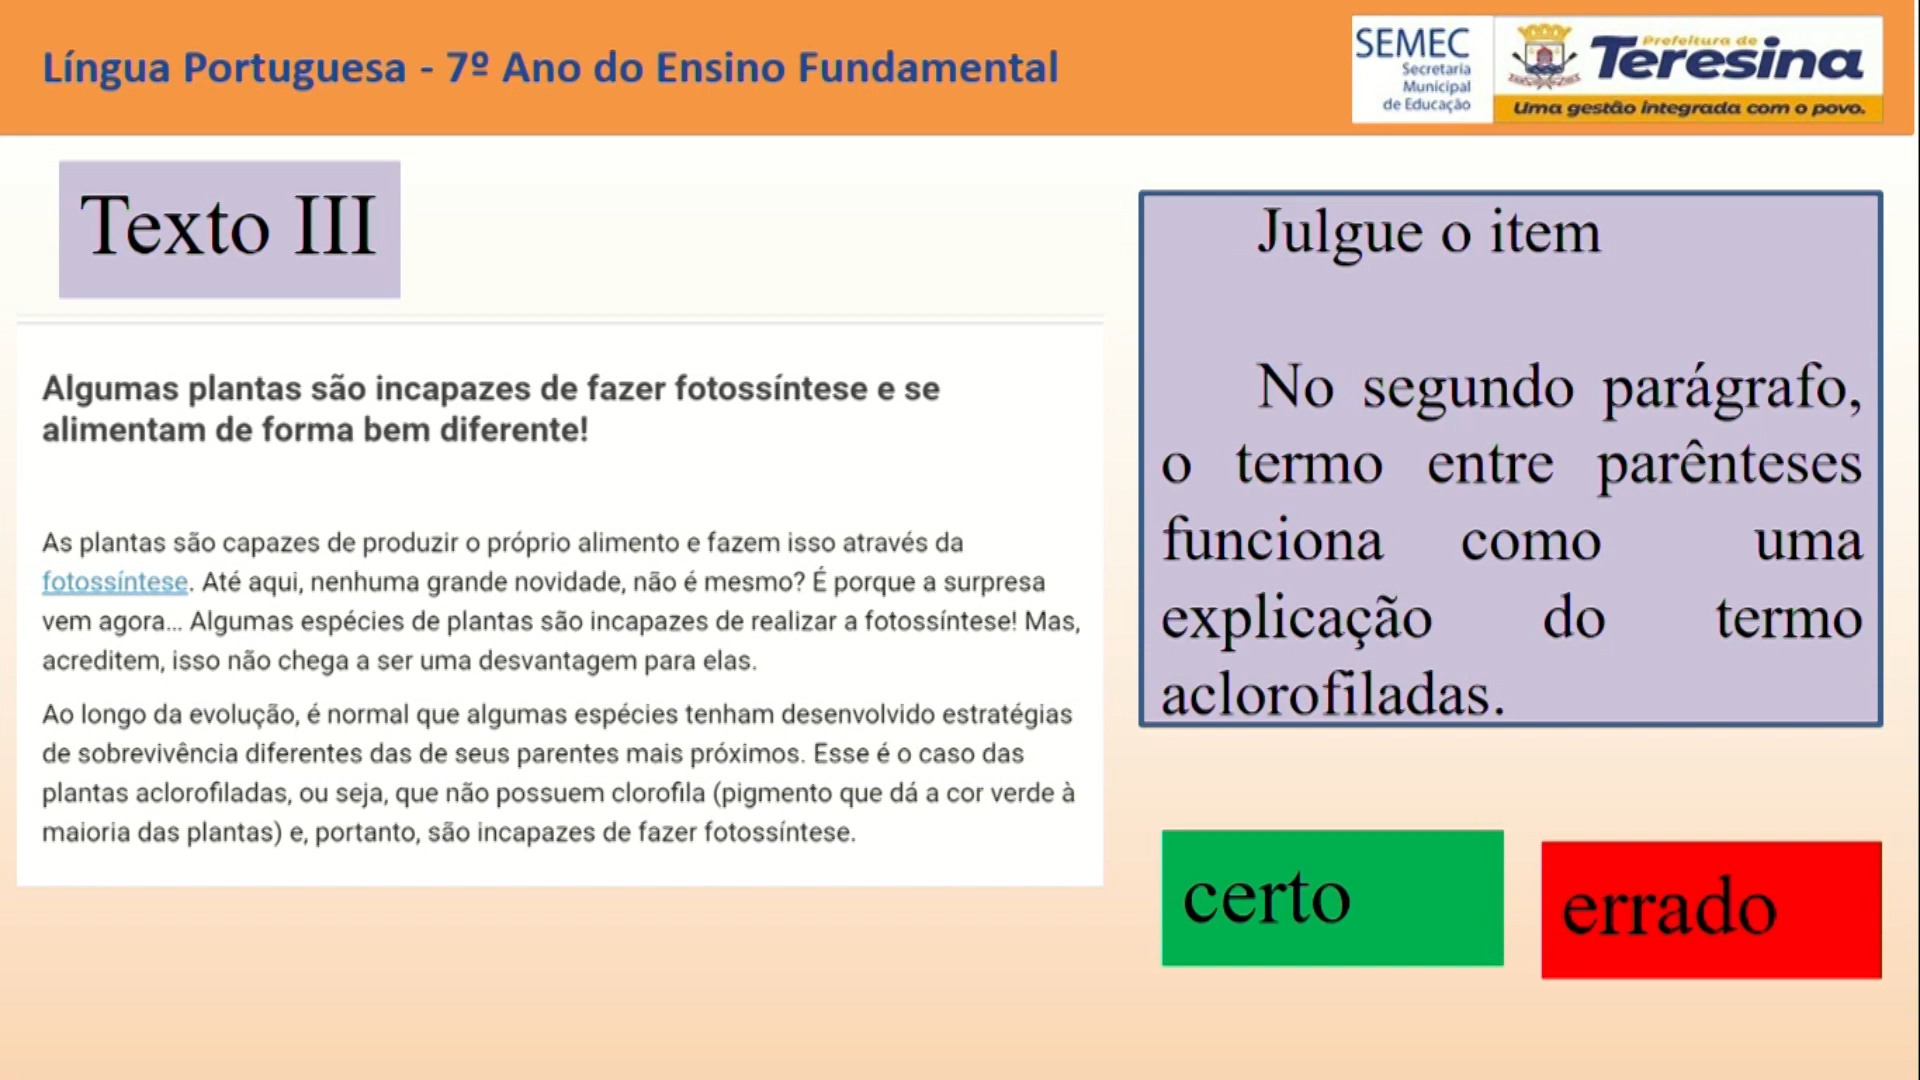 Língua Portuguesa - 7º Ano do Ensino Fundamental
SEMEC
Secretaria
Municipal
de Educação
Prefeitura de
Teresina
Uma gestão integrada com o povo.
Texto III
Algumas plantas são incapazes de fazer fotossíntese e se
alimentam de forma bem diferente!
As plantas são capazes de produzir o próprio alimento e fazem isso através da
fotossíntese. Até aqui, nenhuma grande novidade, não é mesmo? É porque a surpresa
vem agora... Algumas espécies de plantas são incapazes de realizar a fotossíntese! Mas,
acreditem, isso não chega a ser uma desvantagem para elas.
Ao longo da evolução, é normal que algumas espécies tenham desenvolvido estratégias
de sobrevivência diferentes das de seus parentes mais próximos. Esse é o caso das
plantas aclorofiladas, ou seja, que não possuem clorofila (pigmento que dá a cor verde à
maioria das plantas) e, portanto, são incapazes de fazer fotossíntese.
Julgue o item
No segundo parágrafo,
o termo entre parênteses
funciona como uma
explicação do termo
aclorofiladas.
certo
errado